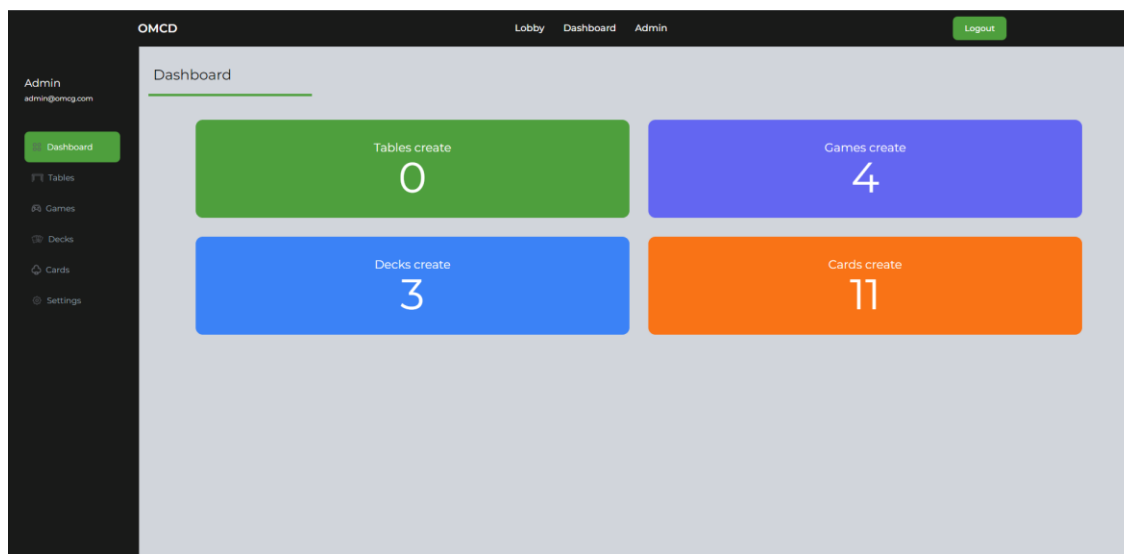 OMCD
Lobby Dashboard Admin
Logout
Admin
admin@omcg.com
Dashboard
Tables
Games
Decks
Cards
Settings
Dashboard
Tables create
0
Games create
4
Decks create
3
Cards create
11